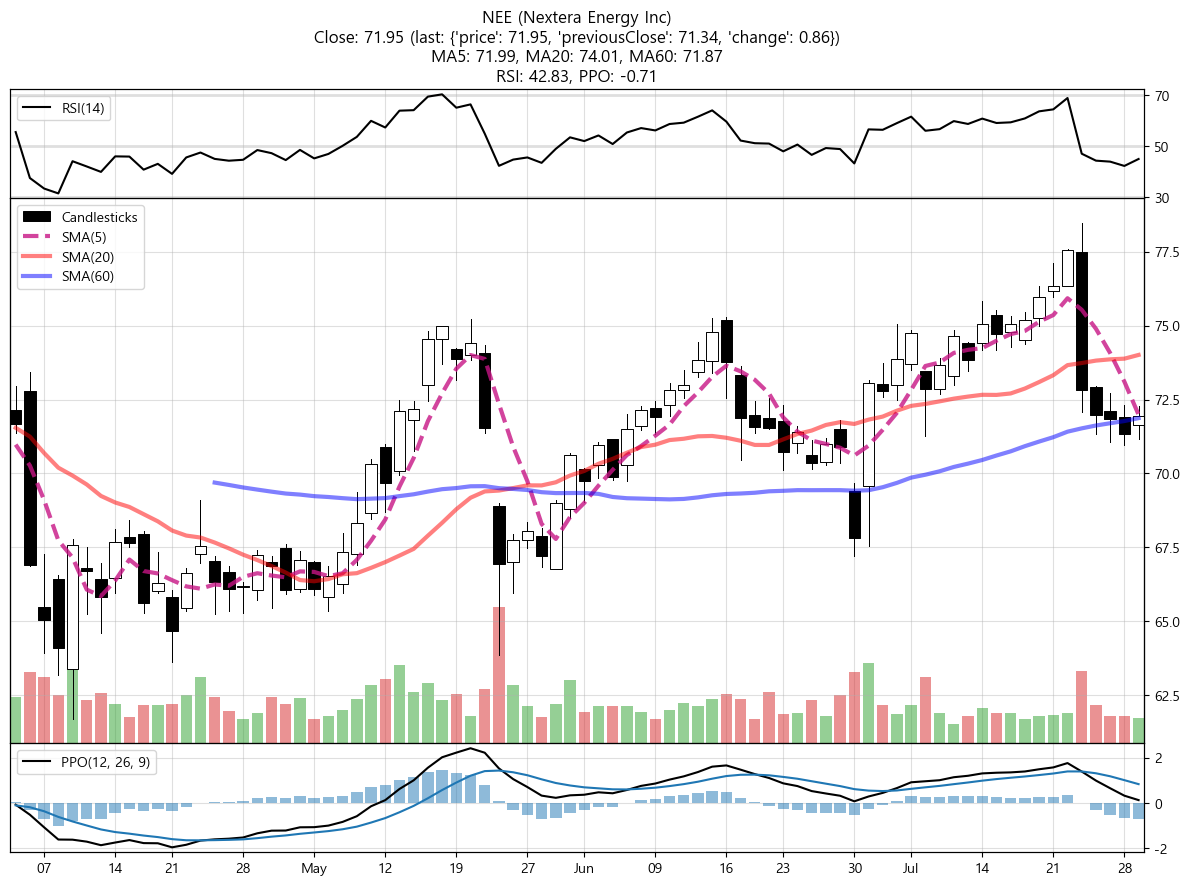 NEE (Nextera Energy Inc)
Close: 71.95 (last: {'price': 71.95, 'previousClose': 71.34, 'change': 0.86})
MA5: 71.99, MA20: 74.01, MA60: 71.87
RSI: 42.83, PPO: -0.71
RSI(14)
70
50
30
Candlesticks
SMA(5)
SMA(20)
SMA(60)
77.5
75.0
72.5
70.0
67.5
65.0
62.5
PPO(12, 26, 9)
2
0
-2
07 14 21 28 May 12 19 27 Jun 09 16 23 30 Jul 14 21 28